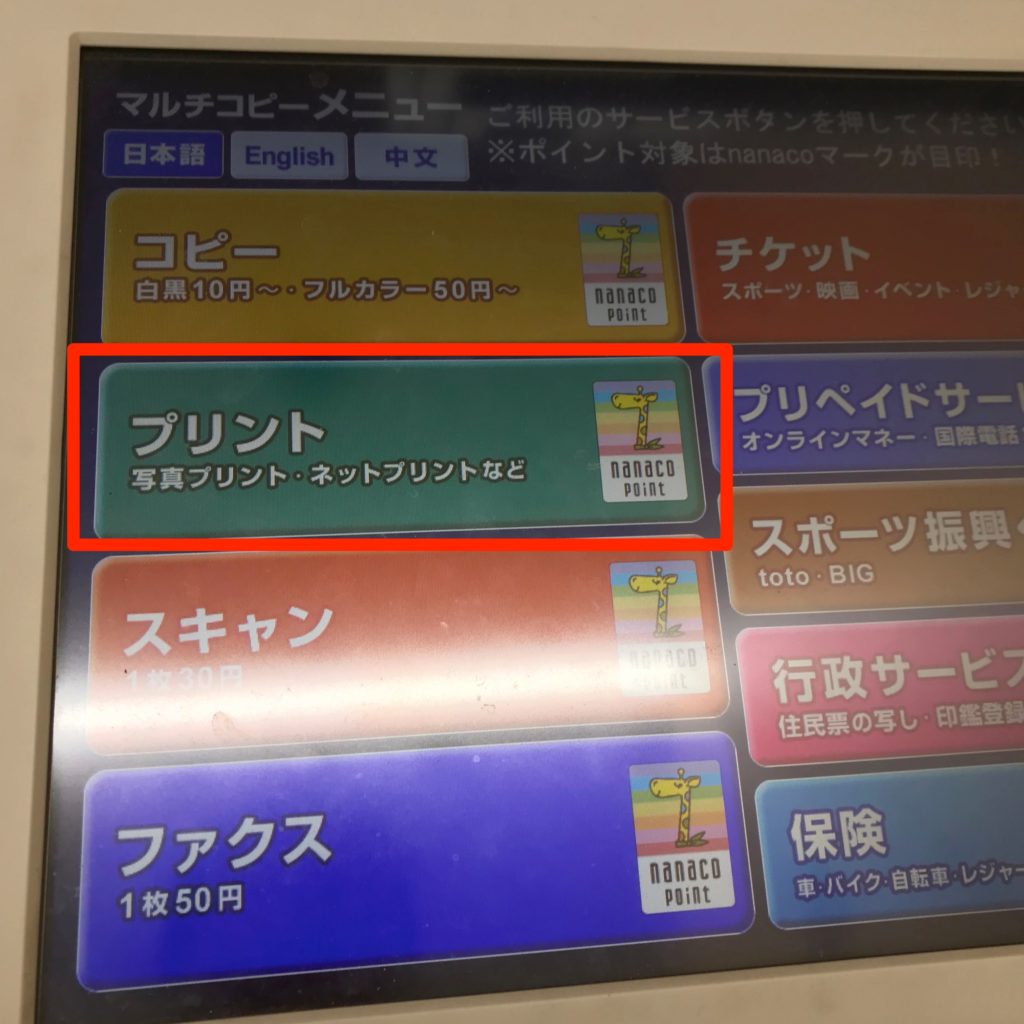 マルチコピーメニュー
ご利用のサービスボタンを押してください
※ポイント対象はnanacoマークが目印！
日本語
English
中文
コピー
白黒10円～・フルカラー50円～
nanaco
point
チケット
スポーツ・映画・イベント・レジャ
プリント
写真プリント・ネットプリントなど
nanaco
point
プリペイドサー
オンラインマネー・国際電話
スキャン
1枚30円
nanaco
point
スポーツ振興く
toto・BIG
行政サービス
住民票の写し・印鑑登録
ファクス
1枚50円
nanaco
point
保険
車・バイク・自転車・レジャー